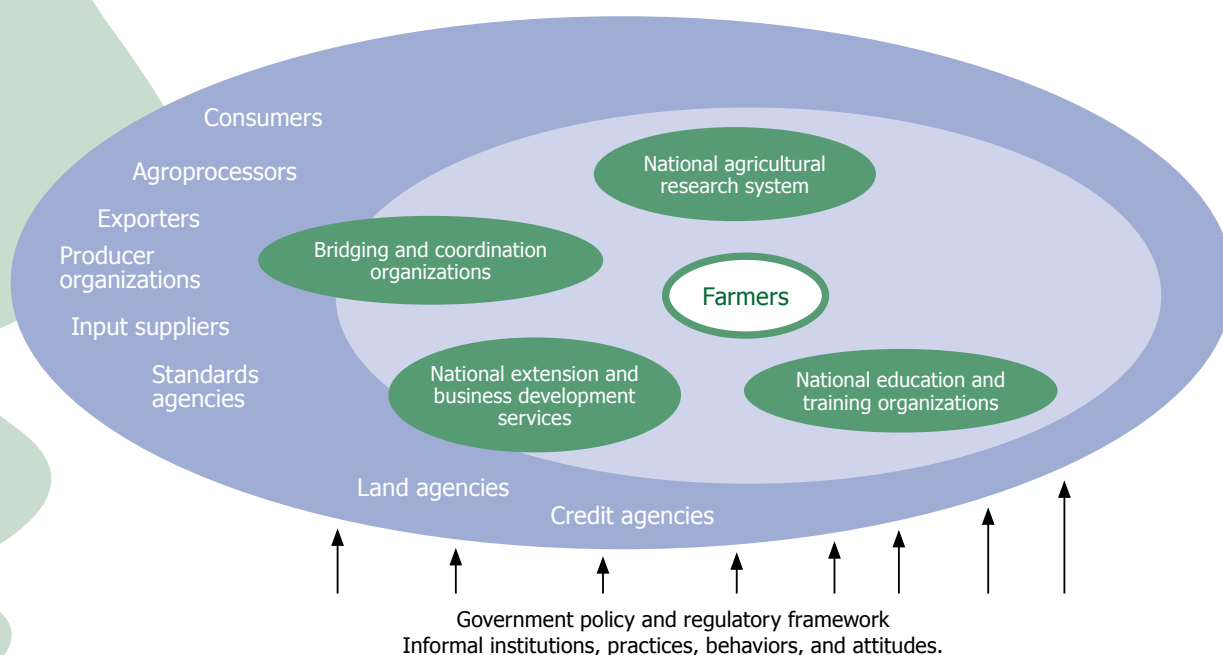 Consumers
Agroprocessors
Exporters
Producer
organizations
Input suppliers
Standards
agencies
Land agencies
Credit agencies
National agricultural
research system
Bridging and coordination
organizations
Farmers
National extension and
business development
services
National education and
training organizations
Government policy and regulatory framework
Informal institutions, practices, behaviors, and attitudes.